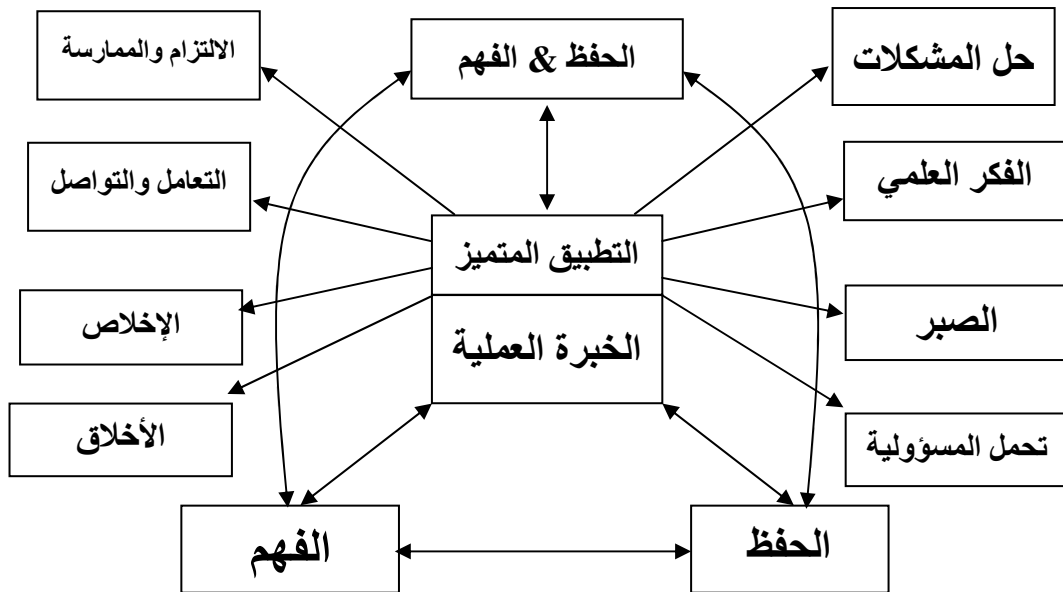 حل المشكلات
الحفظ & الفهم
الالتزام والممارسة
الفكر العلمي
التعامل والتواصل
التطبيق المتميز
الصبر
الإخلاص
الخبرة العملية
تحمل المسؤولية
الأخلاق
الحفظ
الفهم